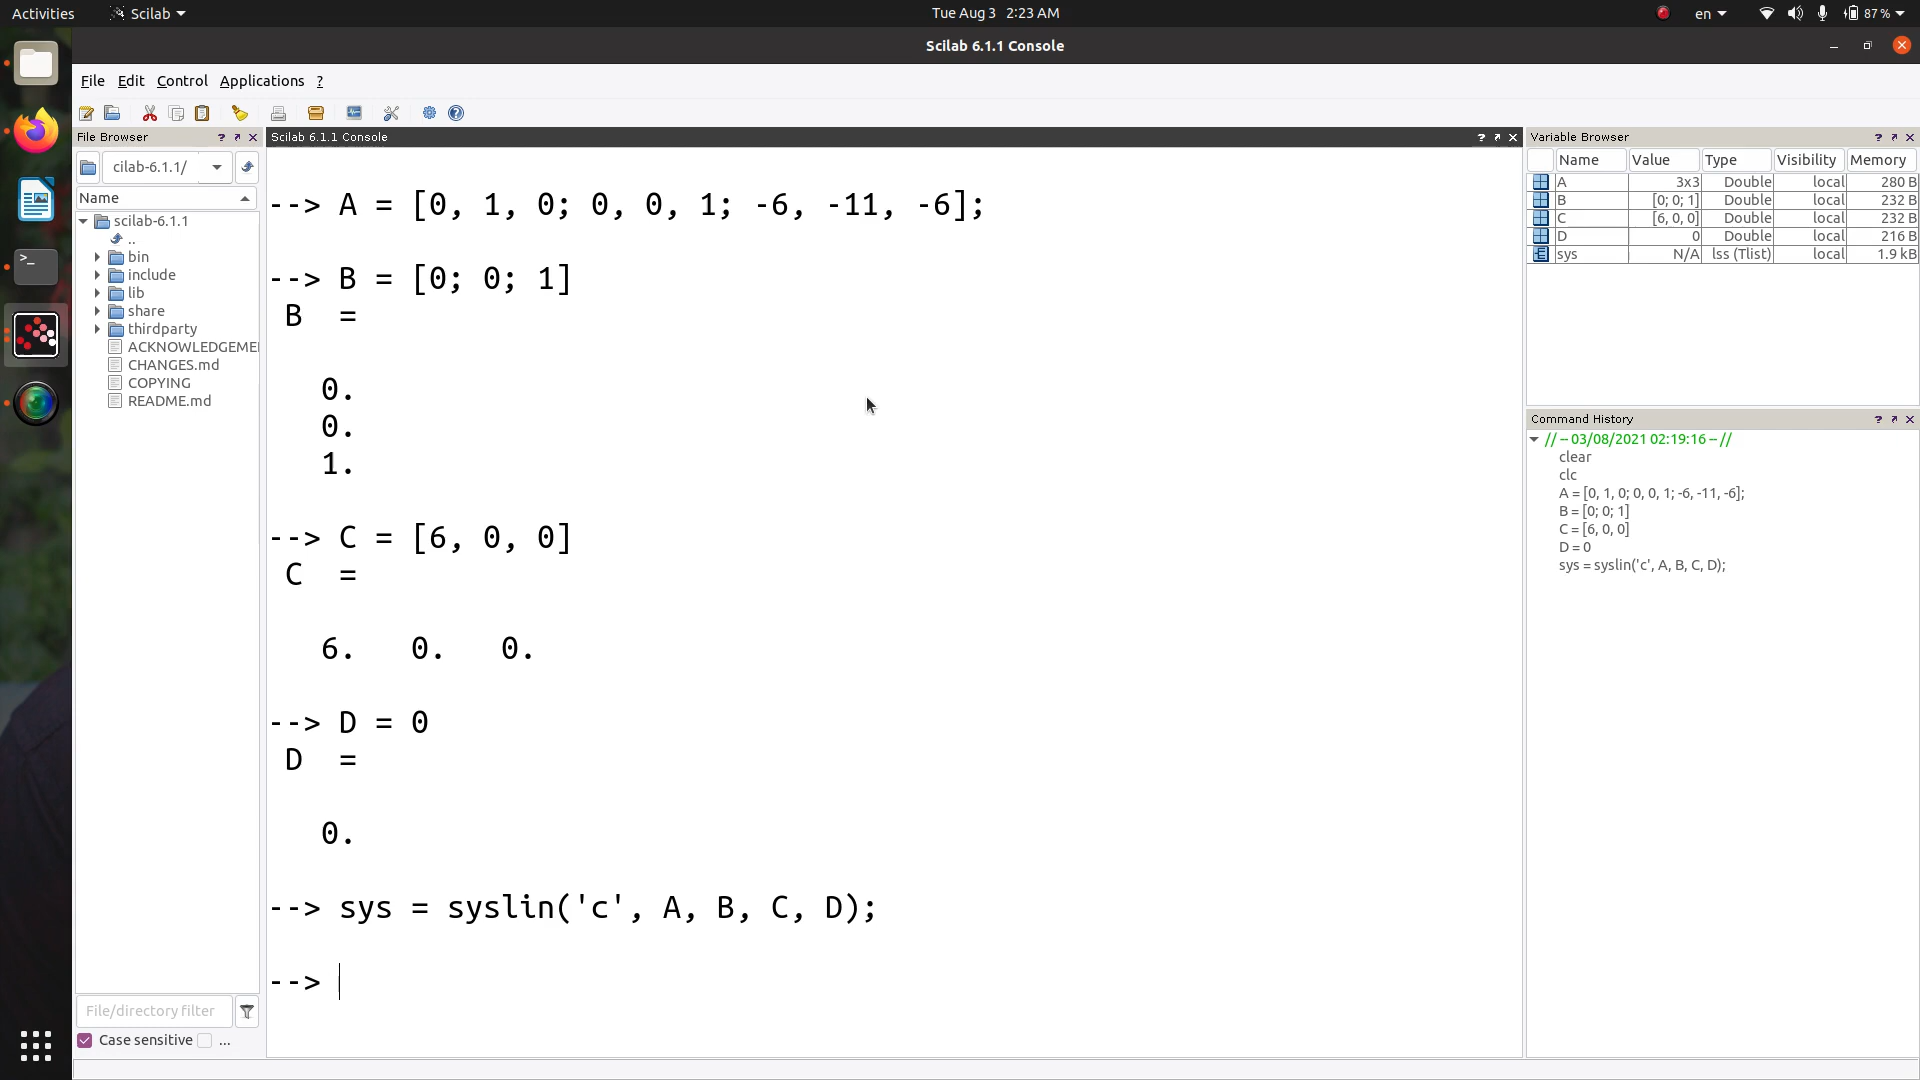 Activities Scilab Tue Aug 3 2:23 AM en 87 %
Scilab 6.1.1 Console
File Edit Control Applications ?
File Browser
cilab-6.1.1/
Name
scilab-6.1.1
..
bin
include
lib
share
thirdparty
ACKNOWLEDGEME
CHANGES.md
COPYING
README.md
File/directory filter
Case sensitive ...
Scilab 6.1.1 Console
--> A = [0, 1, 0; 0, 0, 1; -6, -11, -6];
--> B = [0; 0; 1]
B =
0.
0.
1.
--> C = [6, 0, 0]
C =
6. 0. 0.
--> D = 0
D =
0.
--> sys = syslin('c', A, B, C, D);
-->
Variable Browser
Name Value Type Visibility Memory
A 3x3 Double local 280 B
B [0; 0; 1] Double local 232 B
C [6, 0, 0] Double local 232 B
D 0 Double local 216 B
sys N/A lss (Tlist) local 1.9 kB
Command History
// -- 03/08/2021 02:19:16 -- //
clear
clc
A = [0, 1, 0; 0, 0, 1; -6, -11, -6];
B = [0; 0; 1]
C = [6, 0, 0]
D = 0
sys = syslin('c', A, B, C, D);